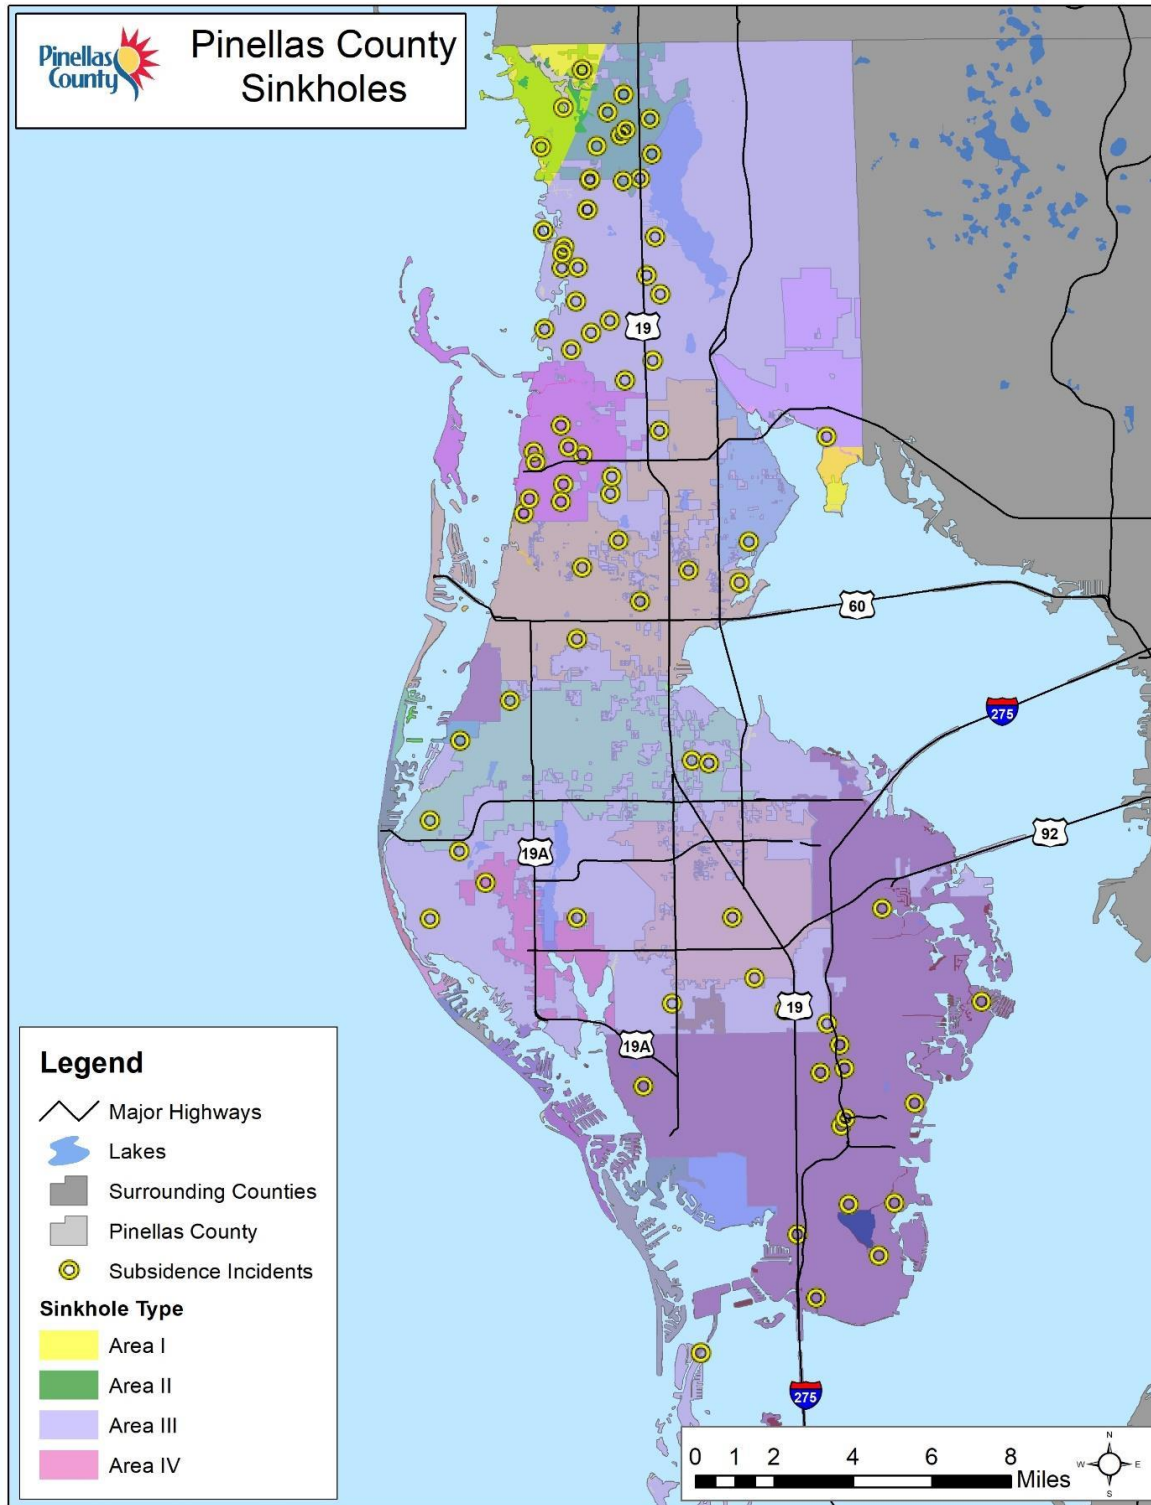 Pinellas
County
Pinellas County
Sinkholes
19
60
275
92
19A
19
19A
275
Legend
Major Highways
Lakes
Surrounding Counties
Pinellas County
Subsidence Incidents
Sinkhole Type
Area I
Area II
Area III
Area IV
0 1 2 4 6 8
Miles
N
W E
S